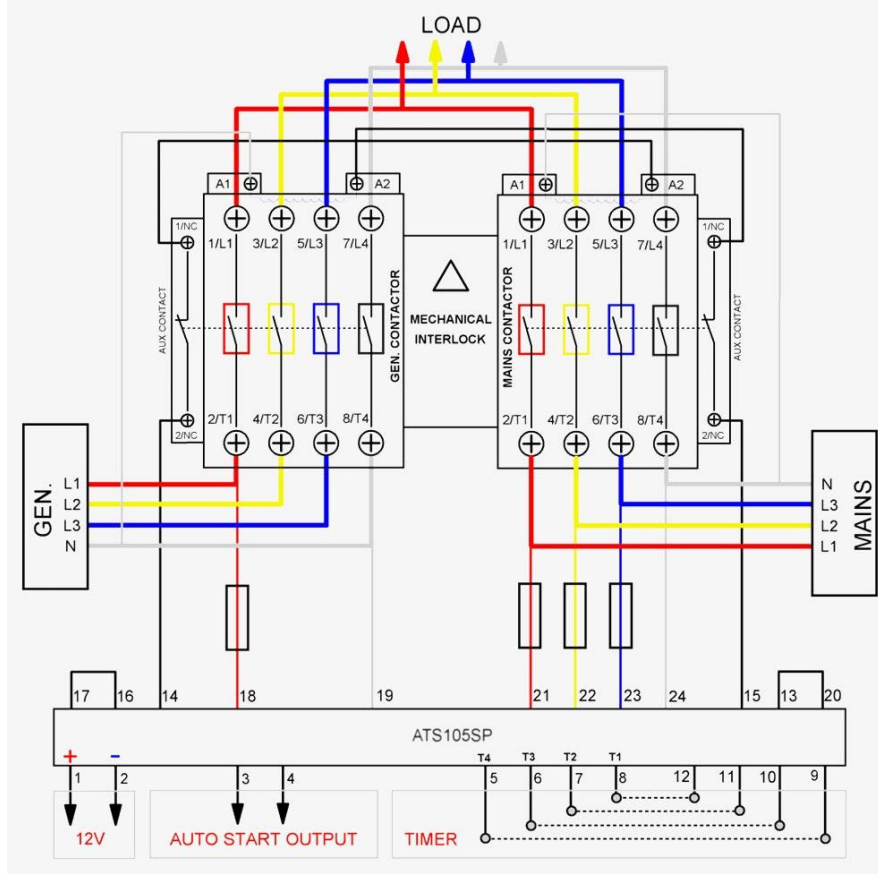 LOAD
A1 A2 A1 A2
1/NC 1/L1 3/L2 5/L3 7/L4 1/L1 3/L2 5/L3 7/L4 1/NC
AUX CONTACT
GEN. CONTACTOR
MECHANICAL
INTERLOCK
MAINS CONTACTOR
AUX CONTACT
2/NC 2/T1 4/T2 6/T3 8/T4 2/T1 4/T2 6/T3 8/T4 2/NC
GEN.
L1
L2
L3
N
N
L3
L2
L1
MAINS
17 16 14 18 19 21 22 23 24 15 13 20
ATS105SP
+ -
T4 T3 T2 T1
1 2 3 4 5 6 7 8 12 11 10 9
12V
AUTO START OUTPUT
TIMER